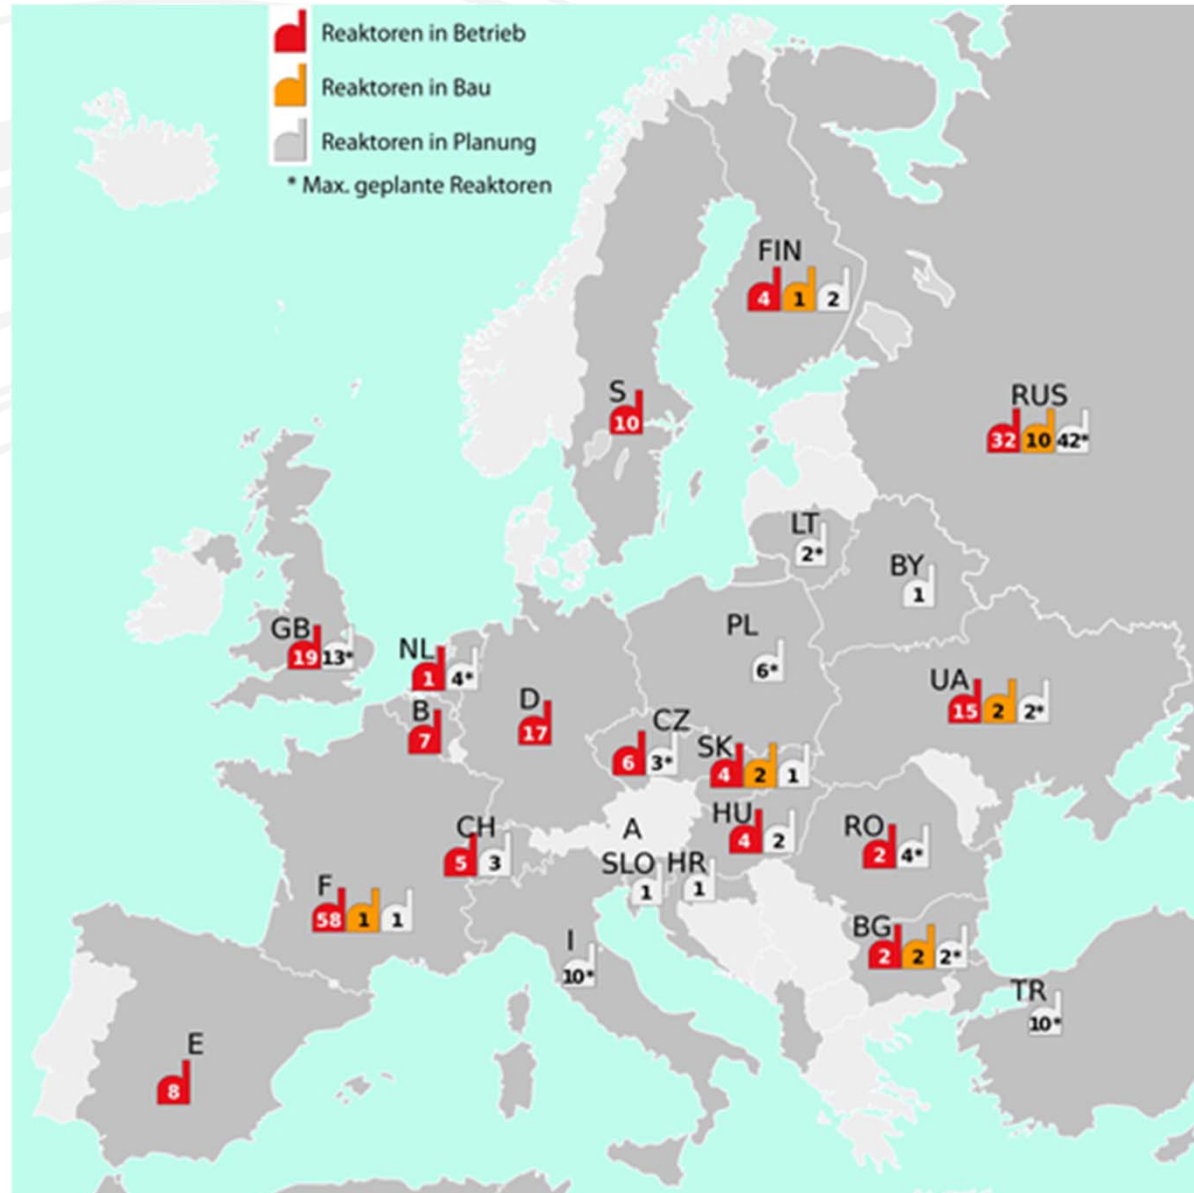 Reaktoren in Betrieb
Reaktoren in Bau
Reaktoren in Planung
* Max. geplante Reaktoren
FIN
4 1 2
S
10
RUS
32 10 42*
LT
2*
BY
1
GB
19 13*
NL
1 4*
PL
6*
B
7
D
17
UA
15 2 2*
CZ
6 3*
SK
4 2 1
HU
4 2
CH
5 3
A
RO
2 4*
SLO
1
HR
1
F
58 1 1
BG
2 2 2*
I
10*
TR
10*
E
8